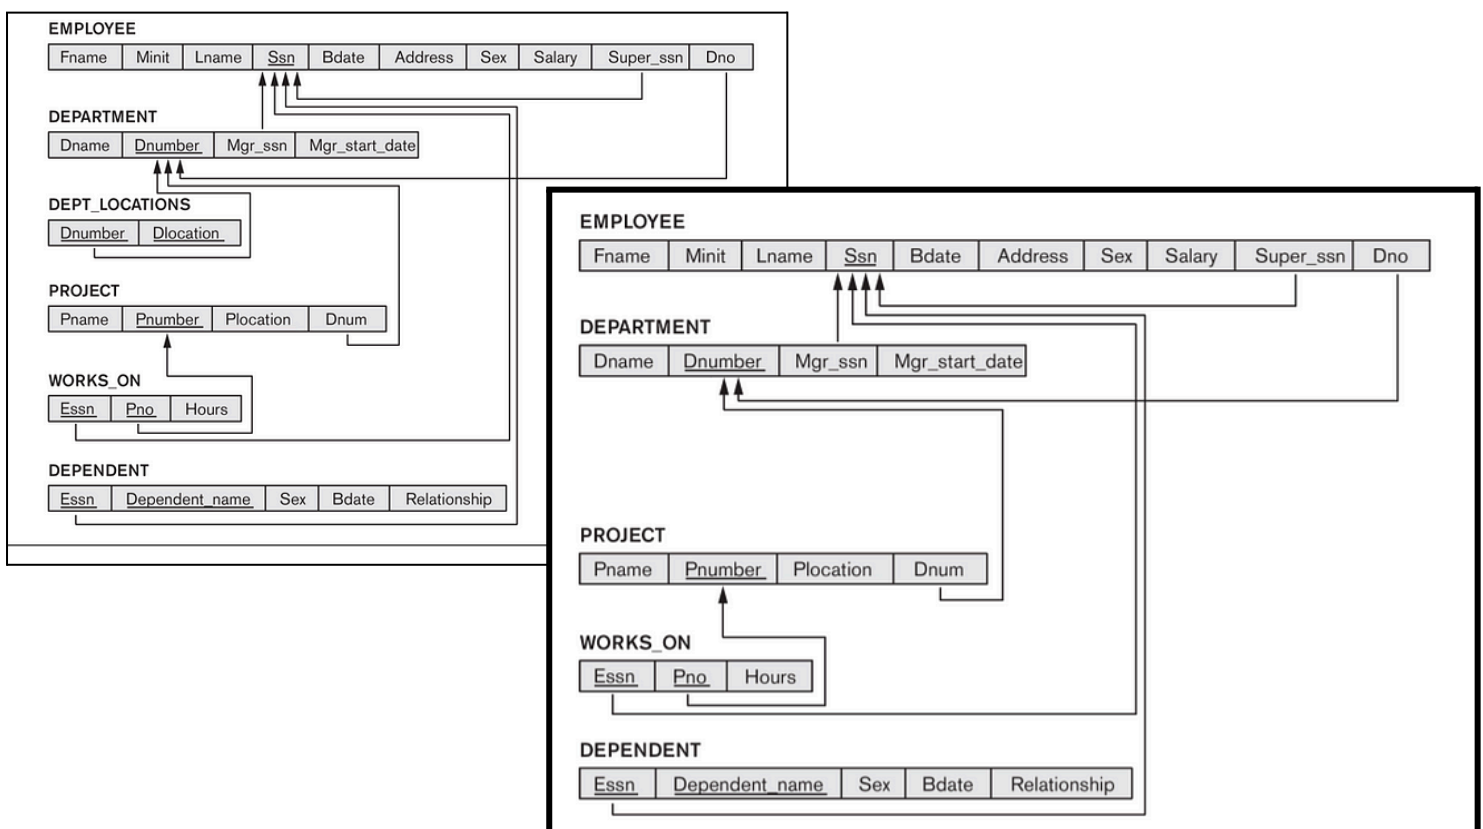 EMPLOYEE
Fname Minit Lname Ssn Bdate Address Sex Salary Super_ssn Dno
DEPARTMENT
Dname Dnumber Mgr_ssn Mgr_start_date
DEPT_LOCATIONS
Dnumber Dlocation
PROJECT
Pname Pnumber Plocation Dnum
WORKS_ON
Essn Pno Hours
DEPENDENT
Essn Dependent_name Sex Bdate Relationship
EMPLOYEE
Fname Minit Lname Ssn Bdate Address Sex Salary Super_ssn Dno
DEPARTMENT
Dname Dnumber Mgr_ssn Mgr_start_date
PROJECT
Pname Pnumber Plocation Dnum
WORKS_ON
Essn Pno Hours
DEPENDENT
Essn Dependent_name Sex Bdate Relationship